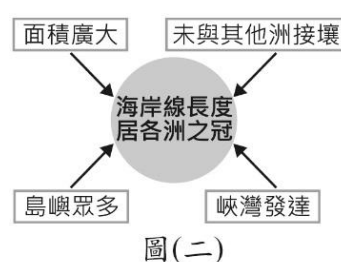 面積廣大
未與其他洲接壤
海岸線長度
居各洲之冠
島嶼眾多
峽灣發達
圖(二)